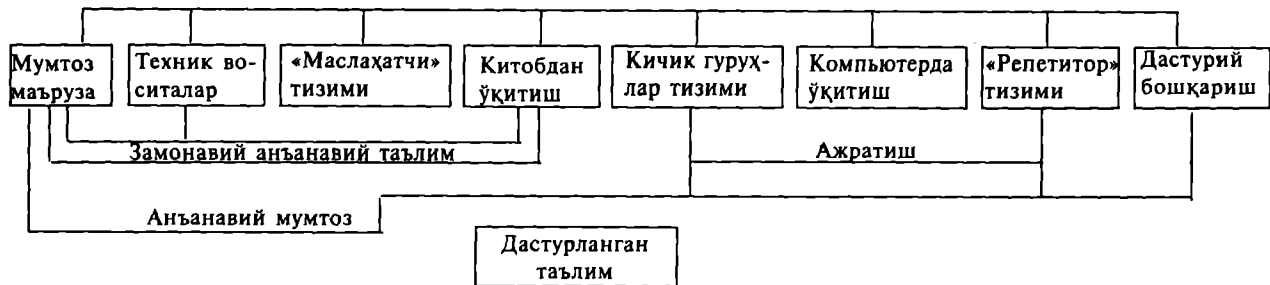 Мумтоз
маъруза
Техник во-
ситалар
«Маслаҳатчи»
тизими
Китобдан
ўқитиш
Кичик гуруҳ-
лар тизими
Компьютерда
ўқитиш
«Репетитор»
тизими
Дастурий
бошқариш
Замонавий анъанавий таълим
Ажратиш
Анъанавий мумтоз
Дастурланган
таълим